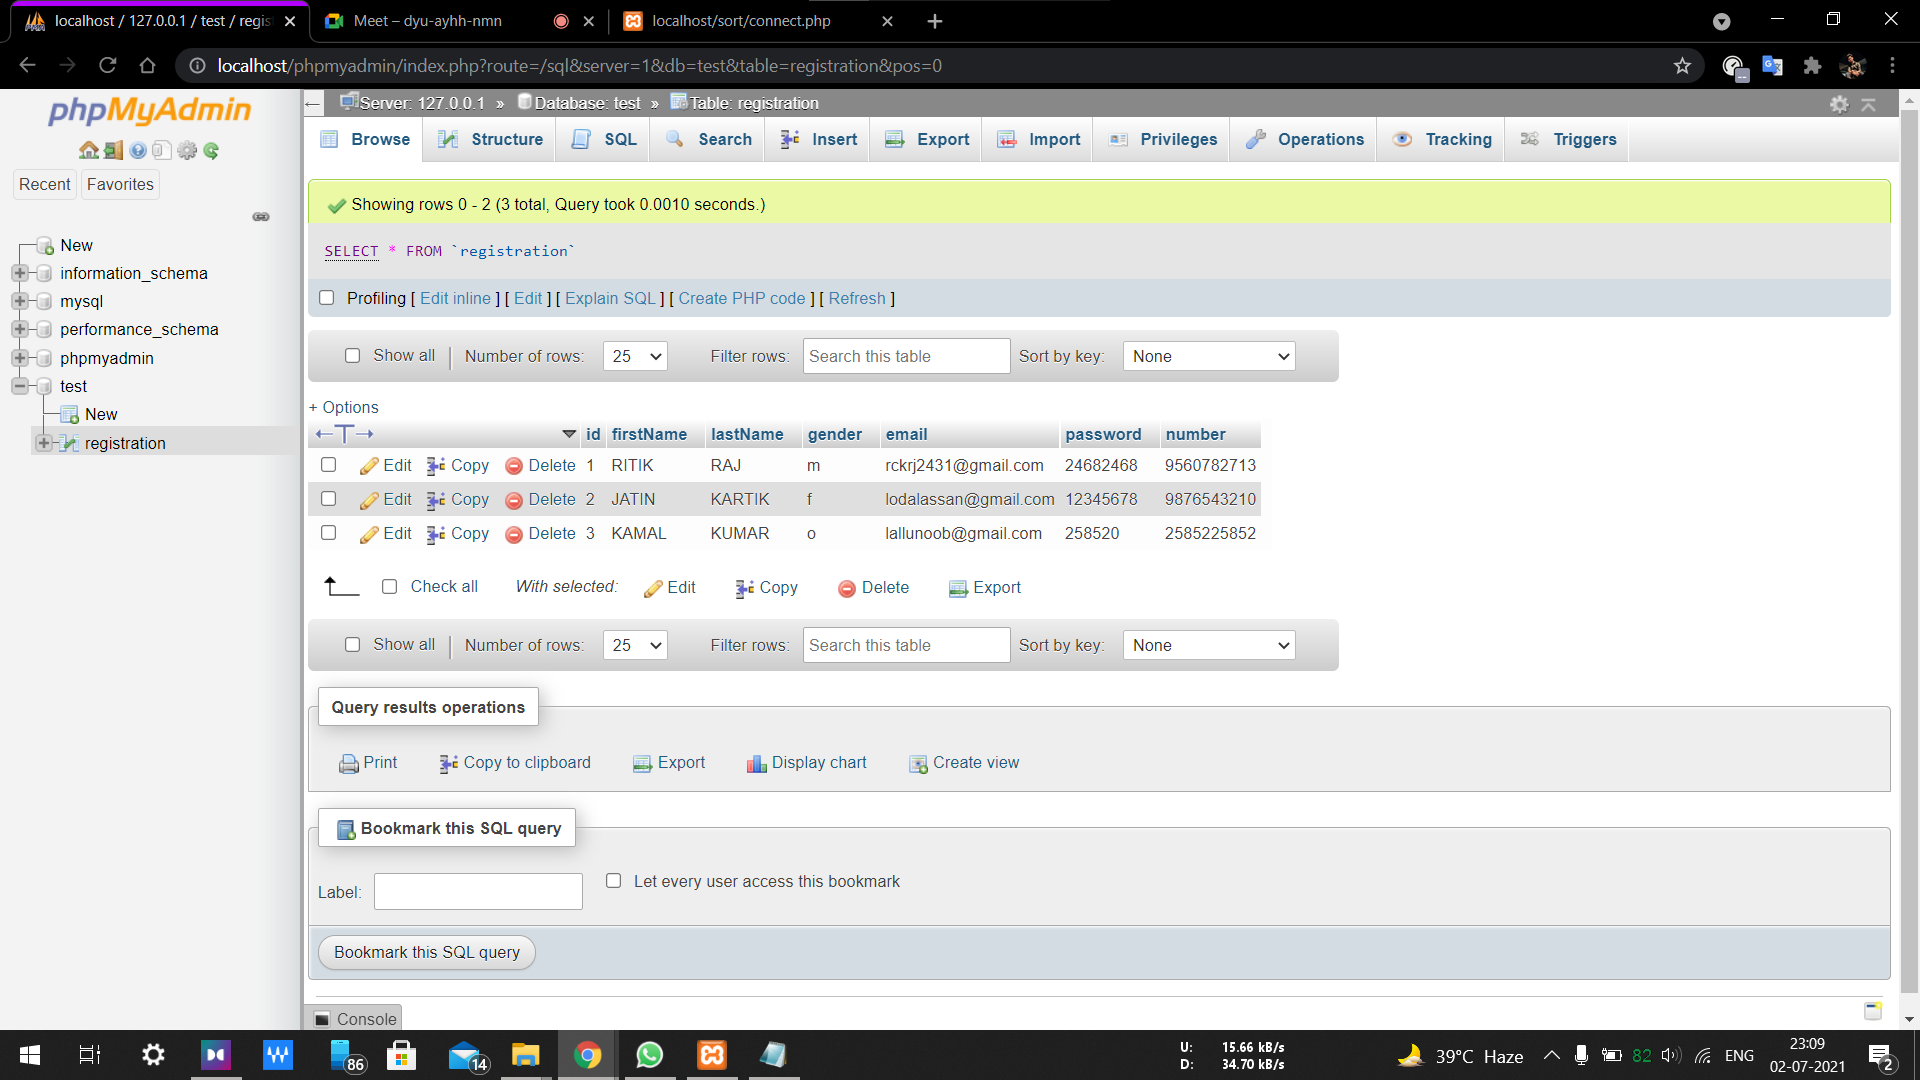 localhost / 127.0.0.1 / test / regis
Meet – dyu-ayhh-nmn
localhost/sort/connect.php
localhost/phpmyadmin/index.php?route=/sql&server=1&db=test&table=registration&pos=0
phpMyAdmin
Recent Favorites
New
information_schema
mysql
performance_schema
phpmyadmin
test
New
registration
Server: 127.0.0.1 » Database: test » Table: registration
Browse Structure SQL Search Insert Export Import Privileges Operations Tracking Triggers
Showing rows 0 - 2 (3 total, Query took 0.0010 seconds.)
SELECT * FROM `registration`
Profiling [ Edit inline ] [ Edit ] [ Explain SQL ] [ Create PHP code ] [ Refresh ]
Show all Number of rows: 25 Filter rows: Search this table Sort by key: None
+ Options
id firstName lastName gender email password number
Edit Copy Delete 1 RITIK RAJ m rckrj2431@gmail.com 24682468 9560782713
Edit Copy Delete 2 JATIN KARTIK f lodalassan@gmail.com 12345678 9876543210
Edit Copy Delete 3 KAMAL KUMAR o lallunoob@gmail.com 258520 2585225852
Check all With selected: Edit Copy Delete Export
Show all Number of rows: 25 Filter rows: Search this table Sort by key: None
Query results operations
Print Copy to clipboard Export Display chart Create view
Bookmark this SQL query
Label: Let every user access this bookmark
Bookmark this SQL query
Console
86
14
U: 15.66 kB/s
D: 34.70 kB/s
39°C Haze
82
ENG
23:09
02-07-2021
2